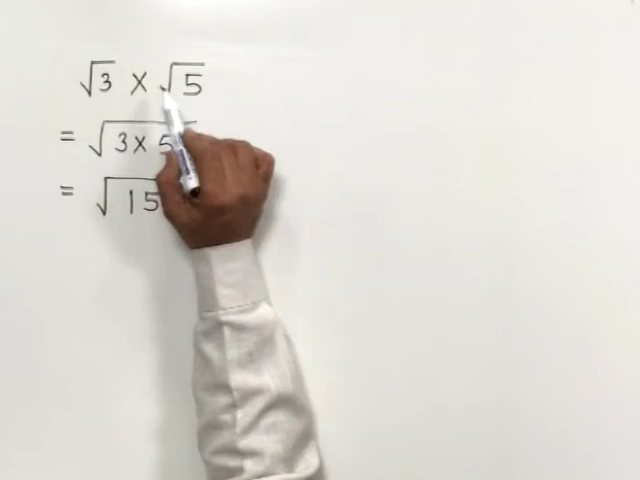 √3 × √5
= √3 × 5
= √15